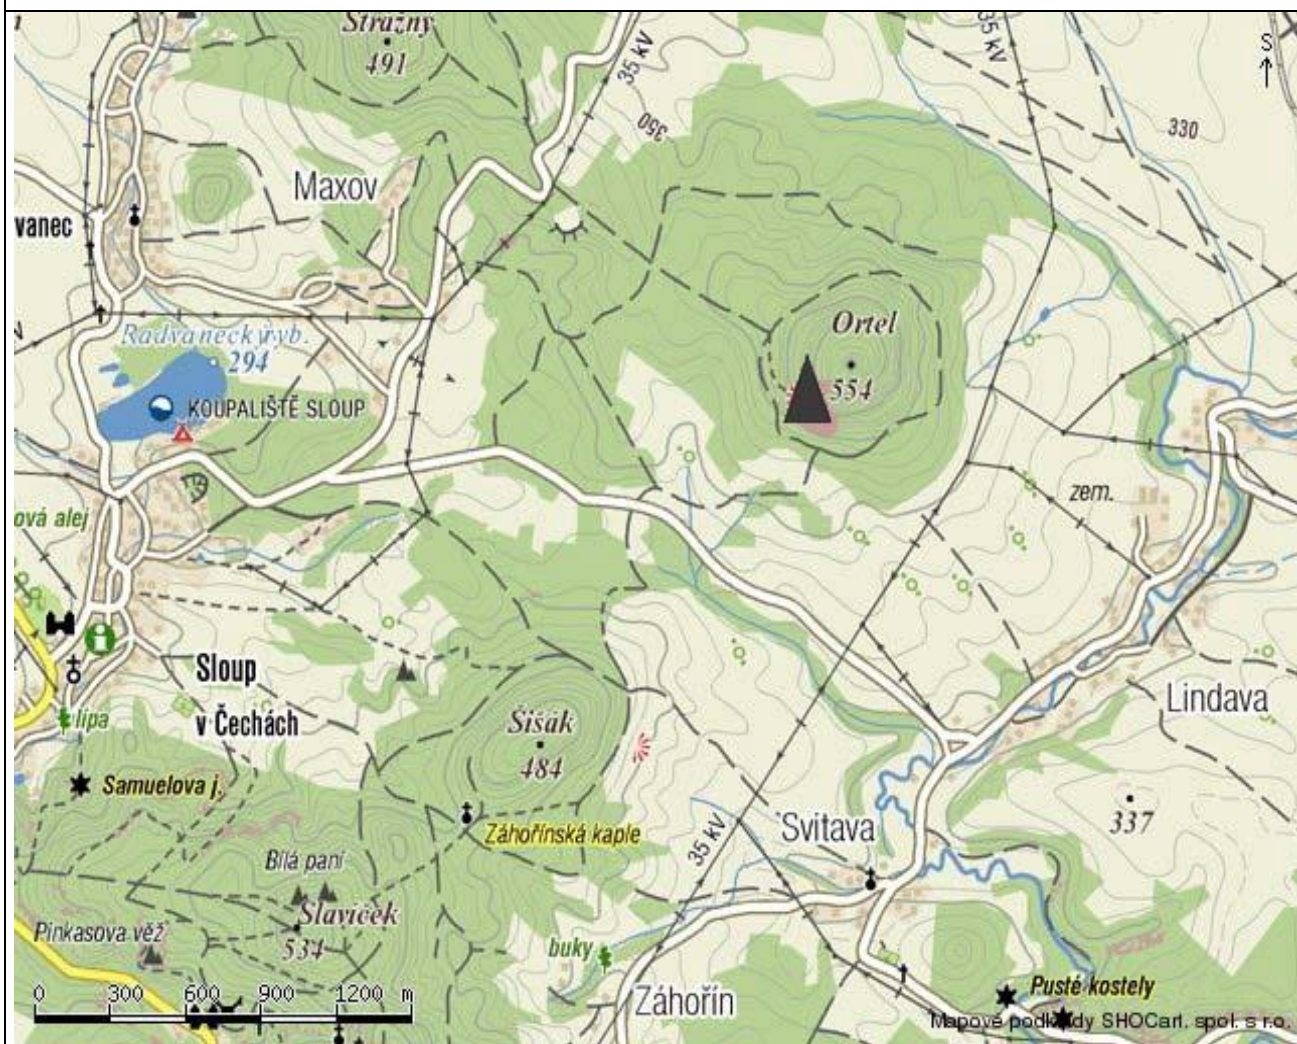 Strážný
491
35 kV
35 kV
S
350
330
Maxov
vanec
Ortel
554
Radvanecký ryb.
294
KOUPALIŠTĚ SLOUP
zem.
ová alej
Sloup
v Čechách
lípa
Šišák
484
Lindava
Samuelova j.
Záhořínská kaple
Svitava
337
35 kV
Bílá paní
Slavíček
534
Pinkasova věž
buky
Záhořín
Pusté kostely
0 300 600 900 1200 m
Mapové podklady SHOCart, spol. s r.o.